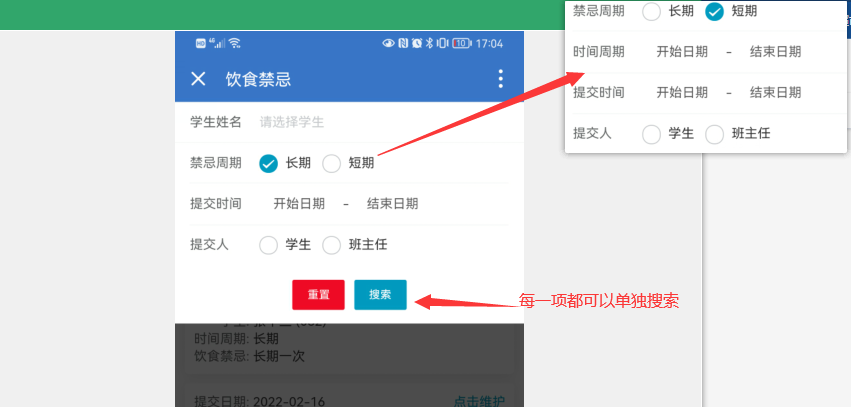 禁忌周期 长期 短期
时间周期 开始日期 - 结束日期
提交时间 开始日期 - 结束日期
提交人 学生 班主任
HD 4G 10 17:04
饮食禁忌
学生姓名 请选择学生
禁忌周期 长期 短期
提交时间 开始日期 - 结束日期
提交人 学生 班主任
重置 搜索
每一项都可以单独搜索
时间周期: 长期
饮食禁忌: 长期一次
提交日期: 2022-02-16 点击维护